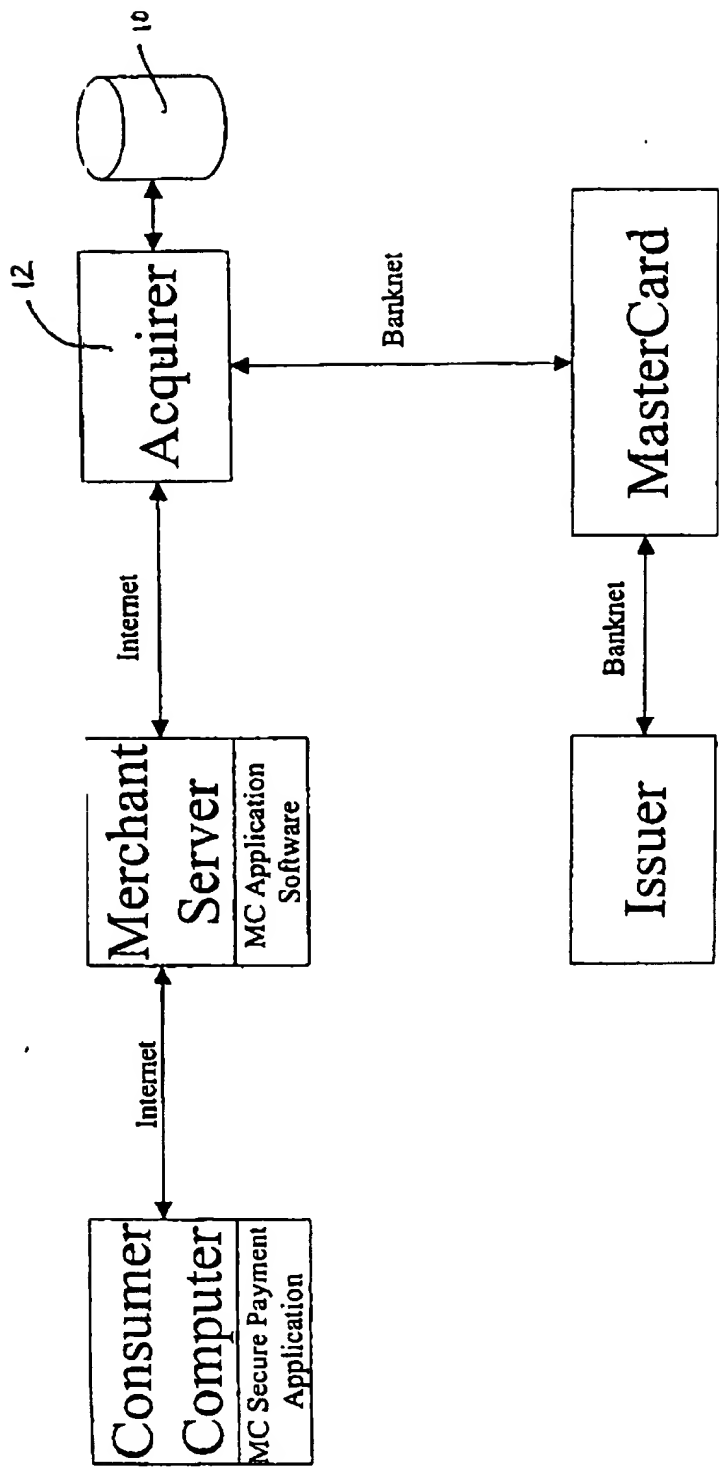 Consumer
Computer
MC Secure Payment
Application
Internet
Merchant
Server
MC Application
Software
Internet
Acquirer
12
10
Banknet
Issuer
Banknet
MasterCard